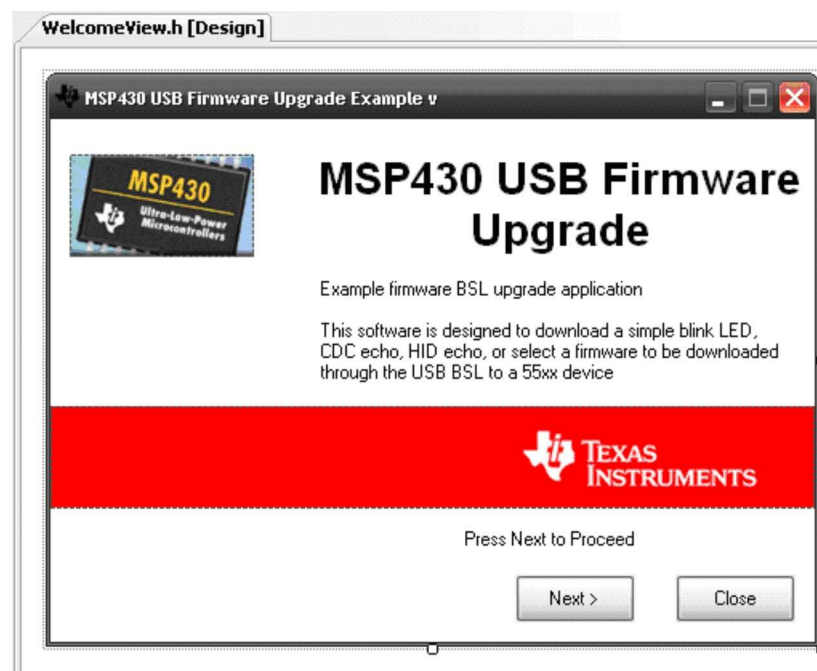 WelcomeView.h [Design]
MSP430 USB Firmware Upgrade Example v
MSP430
Ultra-Low-Power
Microcontrollers
MSP430 USB Firmware
Upgrade
Example firmware BSL upgrade application
This software is designed to download a simple blink LED,
CDC echo, HID echo, or select a firmware to be downloaded
through the USB BSL to a 55xx device
TEXAS
INSTRUMENTS
Press Next to Proceed
Next >
Close